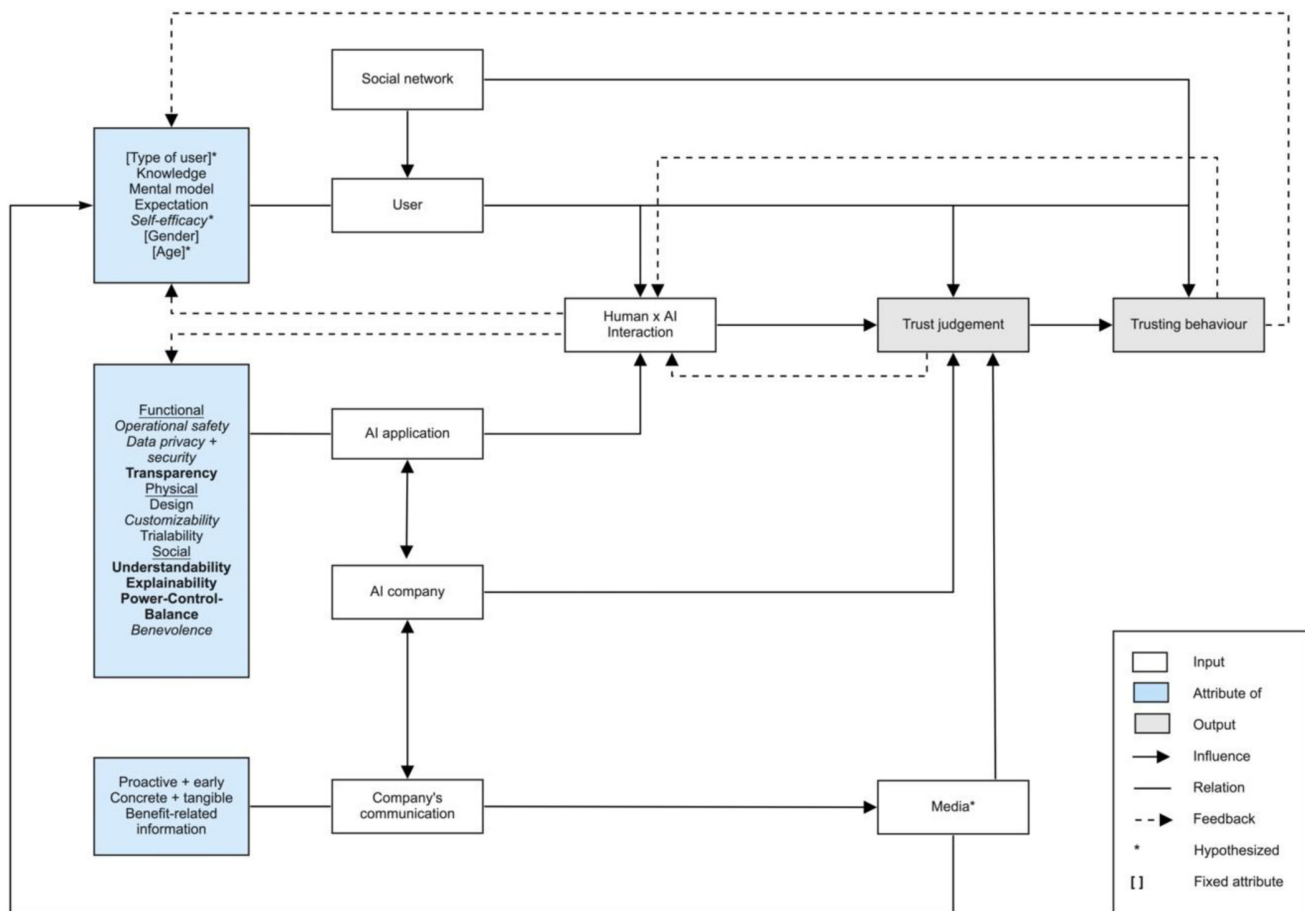 Social network
[Type of user]*
Knowledge
Mental model
Expectation
Self-efficacy*
[Gender]
[Age]*
User
Human x AI
Interaction
Trust judgement
Trusting behaviour
Functional
Operational safety
Data privacy +
security
Transparency
Physical
Design
Customizability
Trialability
Social
Understandability
Explainability
Power-Control-
Balance
Benevolence
AI application
AI company
Proactive + early
Concrete + tangible
Benefit-related
information
Company's
communication
Media*
Input
Attribute of
Output
Influence
Relation
Feedback
* Hypothesized
[ ] Fixed attribute